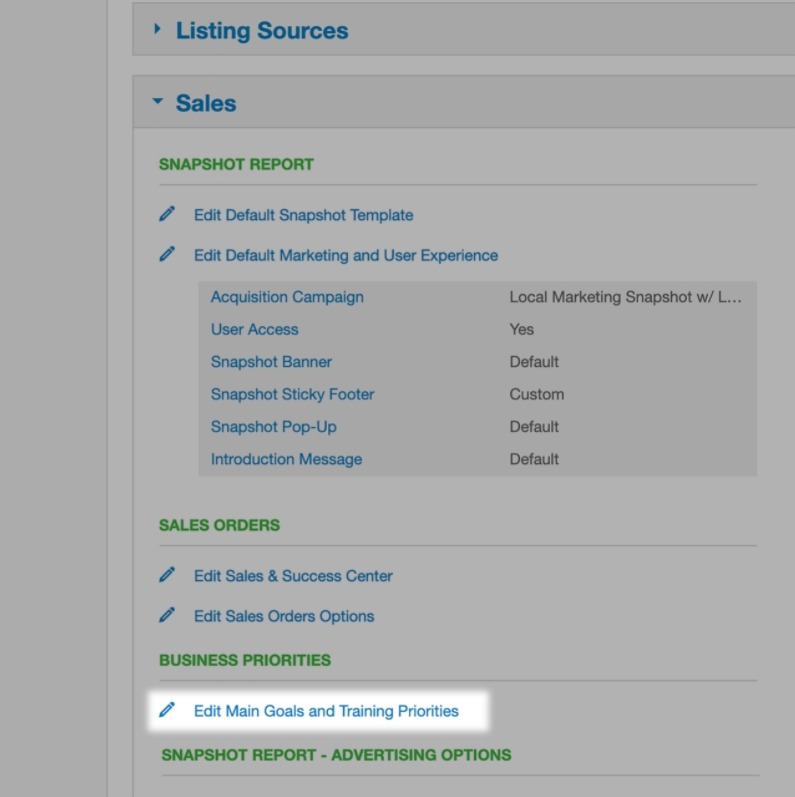 Listing Sources
Sales
SNAPSHOT REPORT
Edit Default Snapshot Template
Edit Default Marketing and User Experience
Acquisition Campaign Local Marketing Snapshot w/ L...
User Access Yes
Snapshot Banner Default
Snapshot Sticky Footer Custom
Snapshot Pop-Up Default
Introduction Message Default
SALES ORDERS
Edit Sales & Success Center
Edit Sales Orders Options
BUSINESS PRIORITIES
Edit Main Goals and Training Priorities
SNAPSHOT REPORT - ADVERTISING OPTIONS